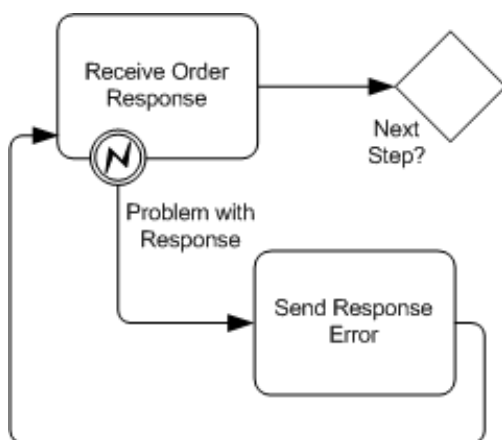 Receive Order
Response
Next
Step?
Problem with
Response
Send Response
Error